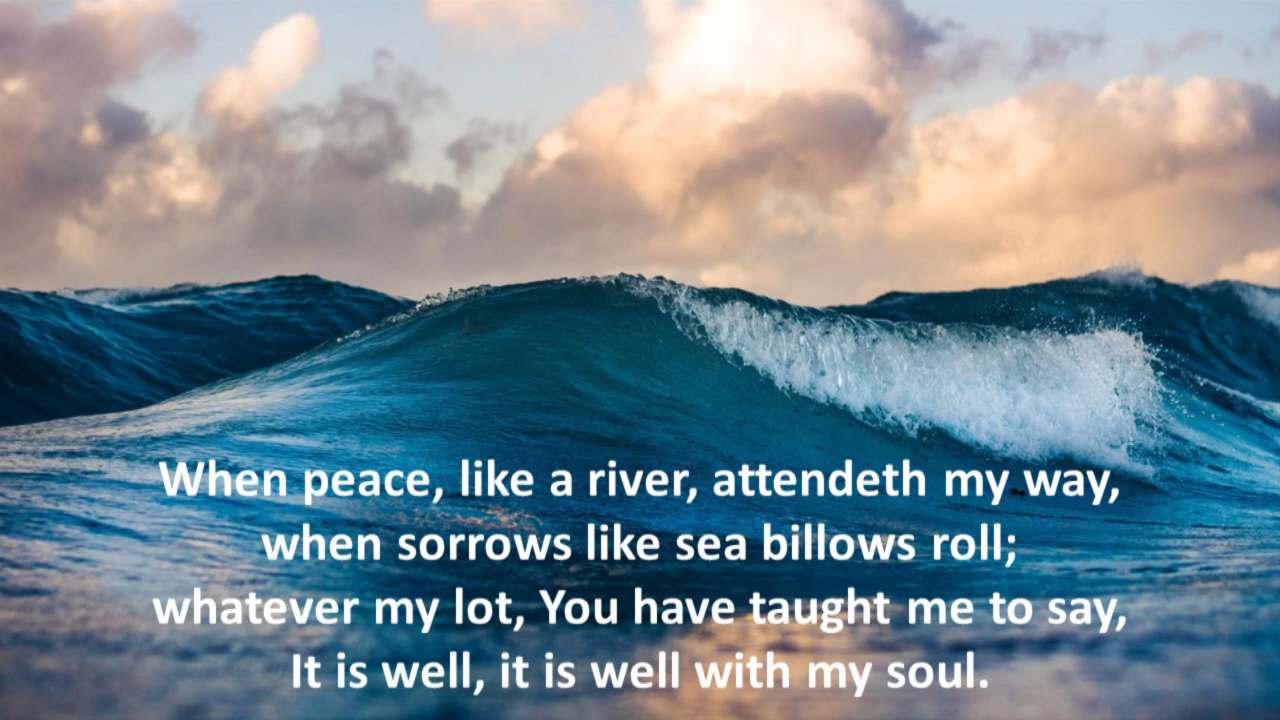 When peace, like a river, attendeth my way,
when sorrows like sea billows roll;
whatever my lot, You have taught me to say,
It is well, it is well with my soul.